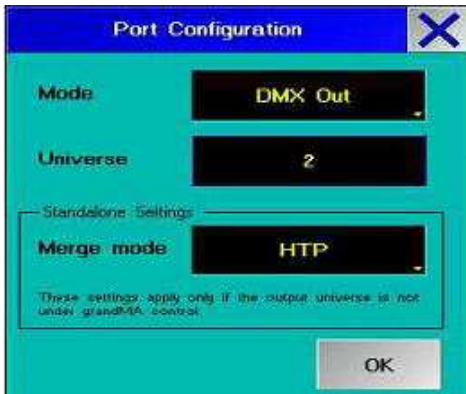 Port Configuration
Mode
DMX Out
Universe
2
Standalone Settings
Merge mode
HTP
These settings apply only if the output universe is not
under grandMA control
OK